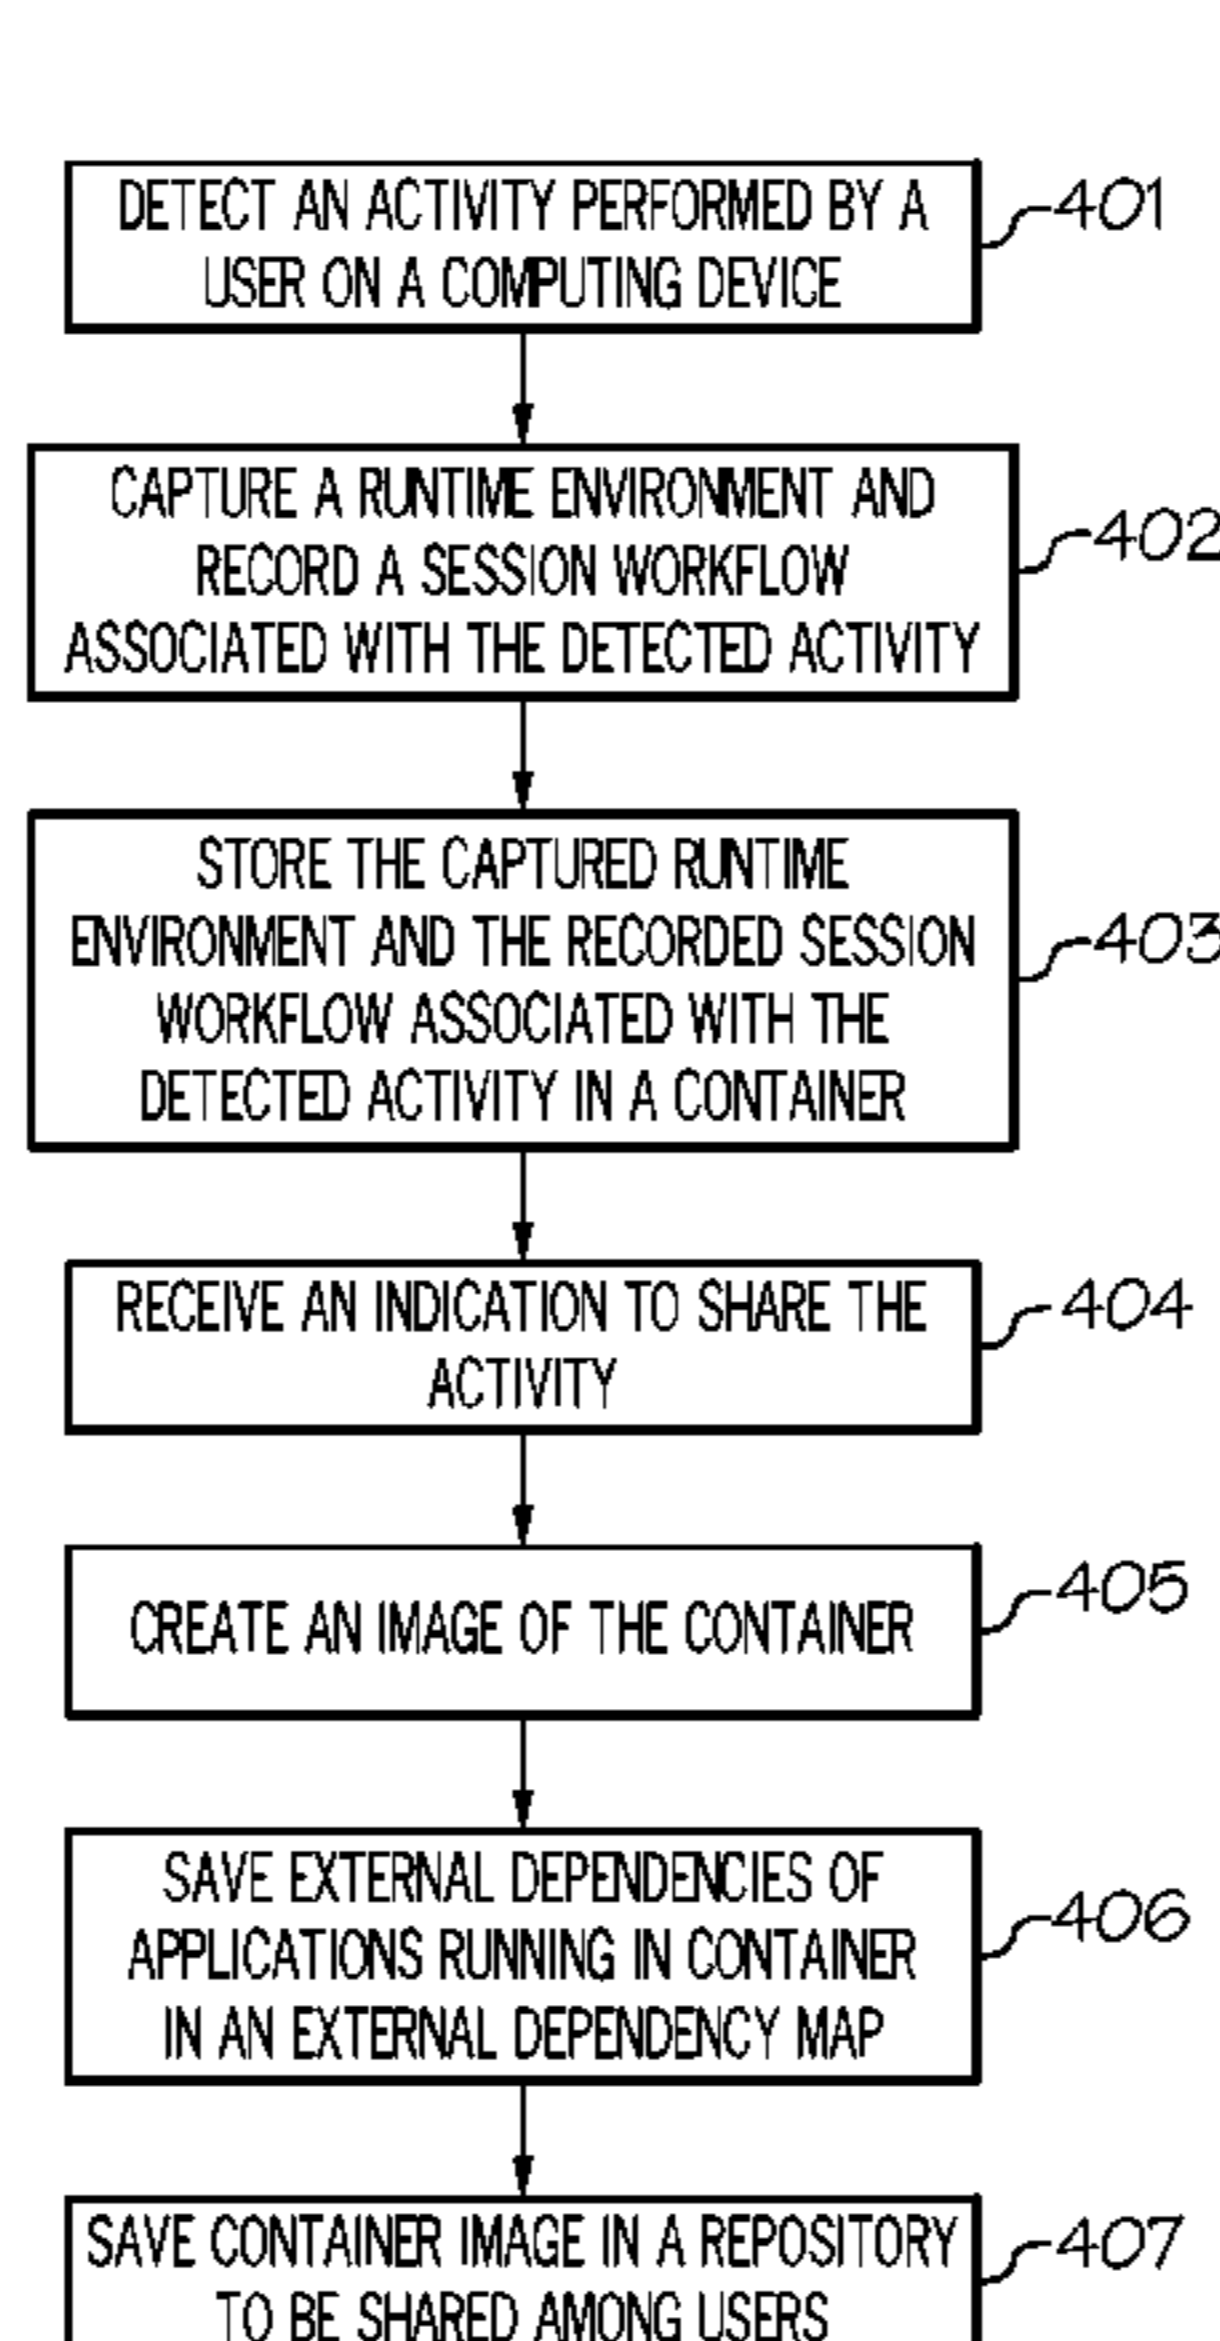 DETECT AN ACTIVITY PERFORMED BY A
USER ON A COMPUTING DEVICE
401
CAPTURE A RUNTIME ENVIRONMENT AND
RECORD A SESSION WORKFLOW
ASSOCIATED WITH THE DETECTED ACTIVITY
402
STORE THE CAPTURED RUNTIME
ENVIRONMENT AND THE RECORDED SESSION
WORKFLOW ASSOCIATED WITH THE
DETECTED ACTIVITY IN A CONTAINER
403
RECEIVE AN INDICATION TO SHARE THE
ACTIVITY
404
CREATE AN IMAGE OF THE CONTAINER
405
SAVE EXTERNAL DEPENDENCIES OF
APPLICATIONS RUNNING IN CONTAINER
IN AN EXTERNAL DEPENDENCY MAP
406
SAVE CONTAINER IMAGE IN A REPOSITORY
TO BE SHARED AMONG USERS
407